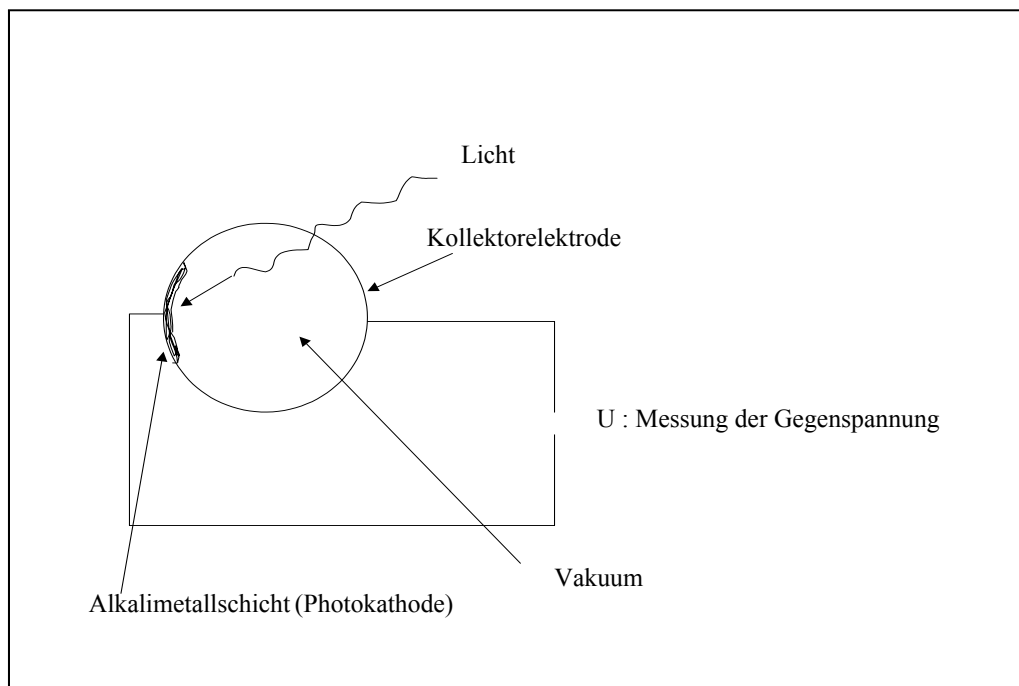 Licht
Kollektorelektrode
U : Messung der Gegenspannung
Vakuum
Alkalimetallschicht (Photokathode)